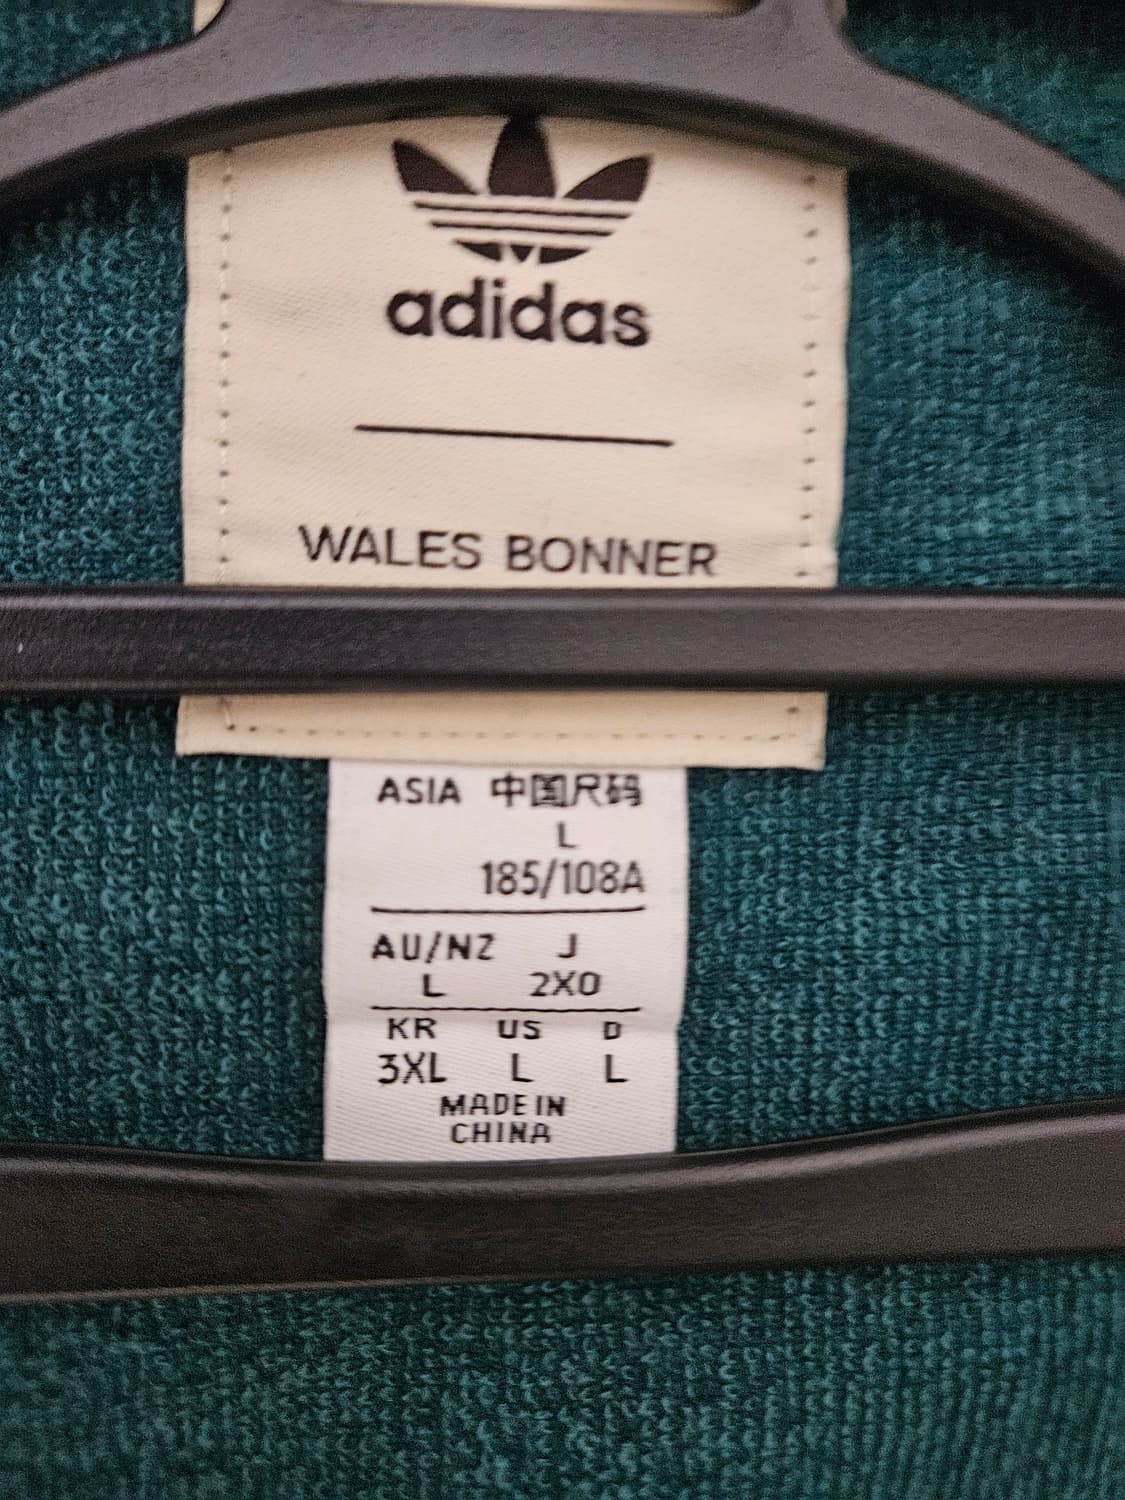 adidas
WALES BONNER
ASIA 中国尺码
L
185/108A
AU/NZ J
L 2XO
KR US D
3XL L L
MADE IN
CHINA